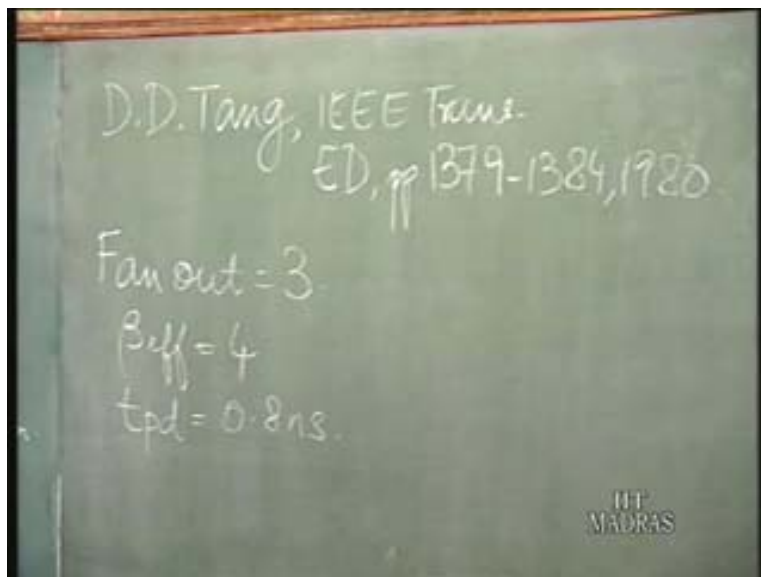 D.D. Tang, IEEE Trans.
ED, pp 1379-1384, 1980
Fan out = 3.
βeff = 4
tpd = 0.8ns.
IIT
MADRAS